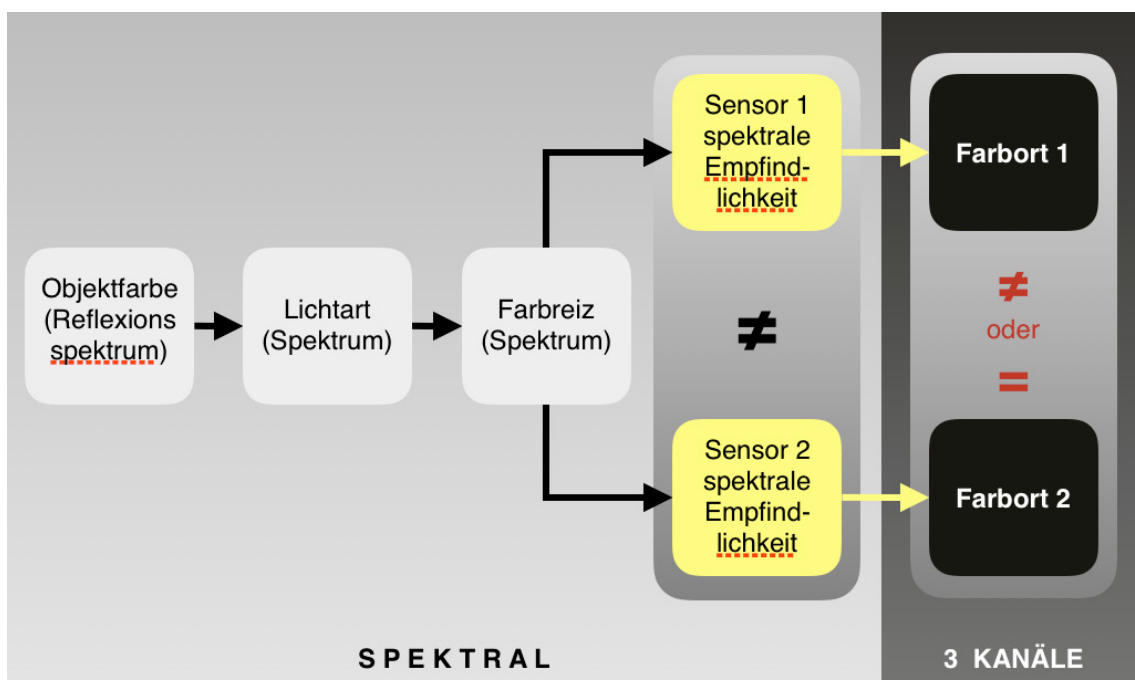 Objektfarbe
(Reflexions
spektrum)
Lichtart
(Spektrum)
Farbreiz
(Spektrum)
Sensor 1
spektrale
Empfind-
lichkeit
≠
Sensor 2
spektrale
Empfind-
lichkeit
Farbort 1
≠
oder
=
Farbort 2
SPEKTRAL
3 KANÄLE